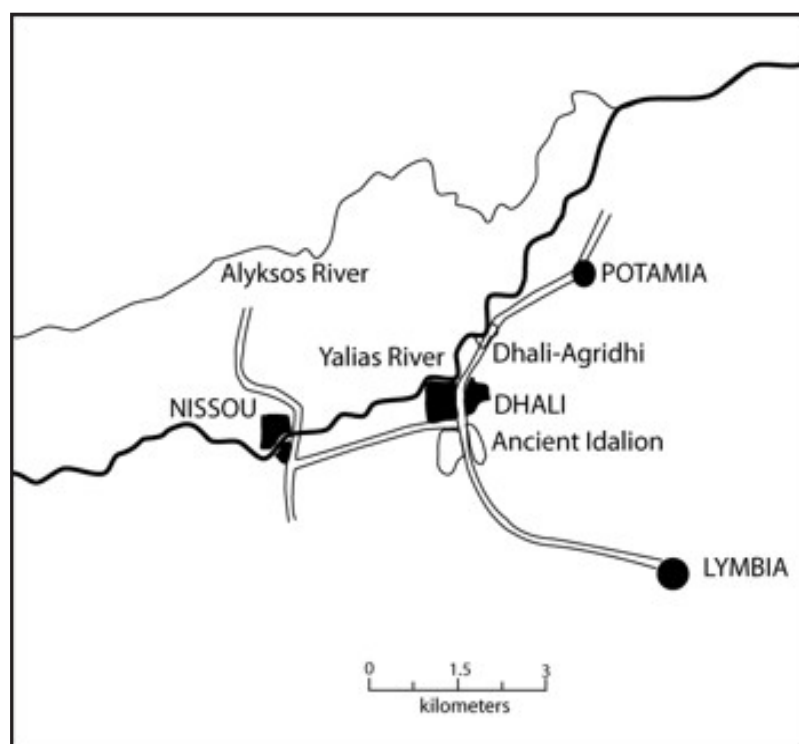 Alyksos River
POTAMIA
Yalias River
Dhali-Agridhi
NISSOU
DHALI
Ancient Idalion
LYMBIA
0 1.5 3
kilometers